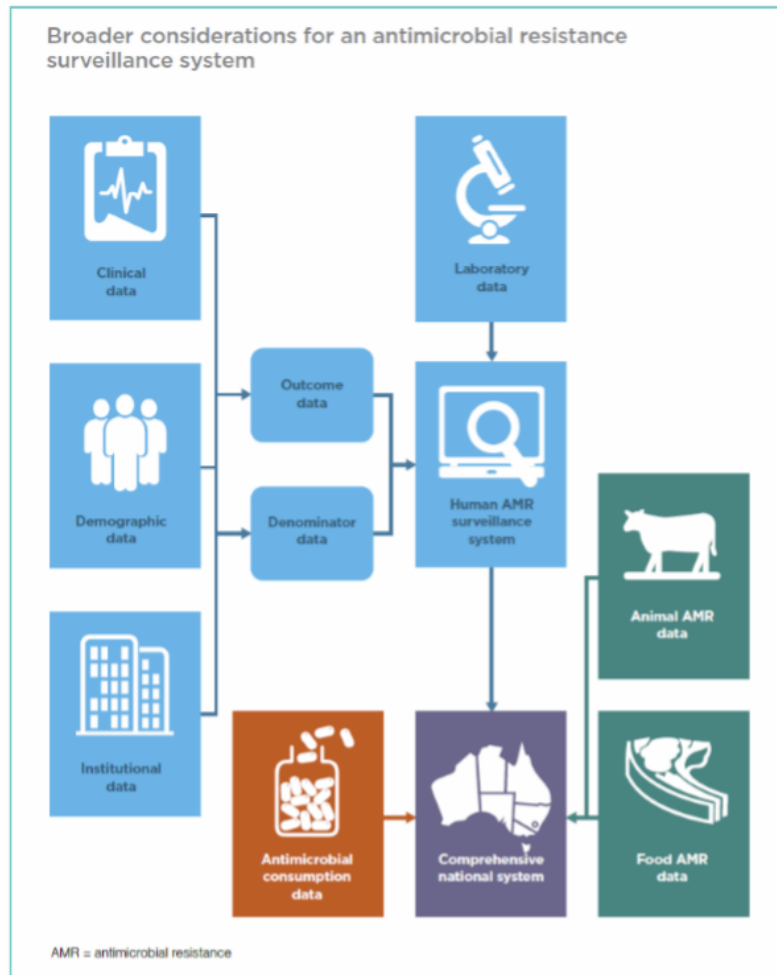 Broader considerations for an antimicrobial resistance
surveillance system
Clinical
data
Laboratory
data
Outcome
data
Demographic
data
Denominator
data
Human AMR
surveillance
system
Animal AMR
data
Institutional
data
Antimicrobial
consumption
data
Comprehensive
national system
Food AMR
data
AMR = antimicrobial resistance